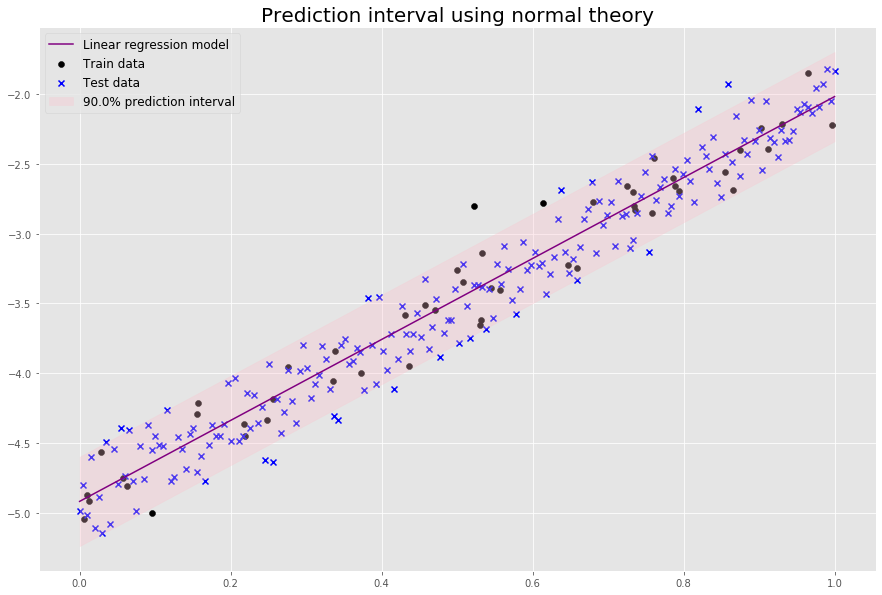 Prediction interval using normal theory
Linear regression model
Train data
Test data
90.0% prediction interval
−2.0
−2.5
−3.0
−3.5
−4.0
−4.5
−5.0
0.0 0.2 0.4 0.6 0.8 1.0